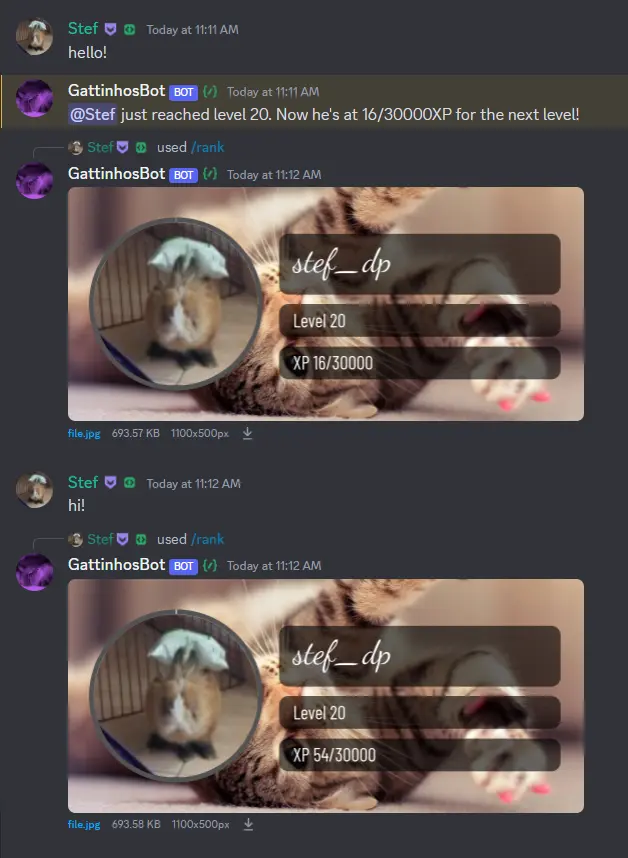 Stef Today at 11:11 AM
hello!
GattinhosBot BOT Today at 11:11 AM
@Stef just reached level 20. Now he's at 16/30000XP for the next level!
Stef used /rank
GattinhosBot BOT Today at 11:12 AM
stef_dp
Level 20
XP 16/30000
file.jpg 693.57 KB 1100x500px
Stef Today at 11:12 AM
hi!
Stef used /rank
GattinhosBot BOT Today at 11:12 AM
stef_dp
Level 20
XP 54/30000
file.jpg 693.58 KB 1100x500px